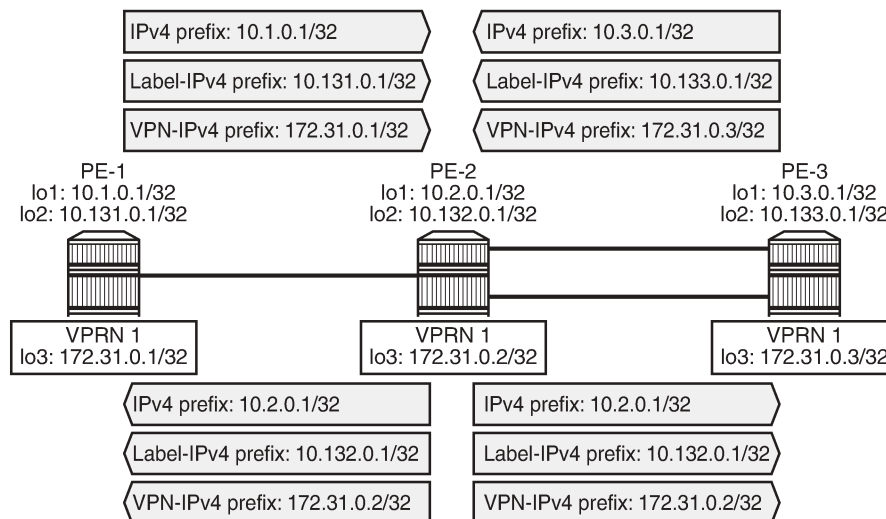 IPv4 prefix: 10.1.0.1/32
IPv4 prefix: 10.3.0.1/32
Label-IPv4 prefix: 10.131.0.1/32
Label-IPv4 prefix: 10.133.0.1/32
VPN-IPv4 prefix: 172.31.0.1/32
VPN-IPv4 prefix: 172.31.0.3/32
PE-1
lo1: 10.1.0.1/32
lo2: 10.131.0.1/32
PE-2
lo1: 10.2.0.1/32
lo2: 10.132.0.1/32
PE-3
lo1: 10.3.0.1/32
lo2: 10.133.0.1/32
VPRN 1
lo3: 172.31.0.1/32
VPRN 1
lo3: 172.31.0.2/32
VPRN 1
lo3: 172.31.0.3/32
IPv4 prefix: 10.2.0.1/32
IPv4 prefix: 10.2.0.1/32
Label-IPv4 prefix: 10.132.0.1/32
Label-IPv4 prefix: 10.132.0.1/32
VPN-IPv4 prefix: 172.31.0.2/32
VPN-IPv4 prefix: 172.31.0.2/32